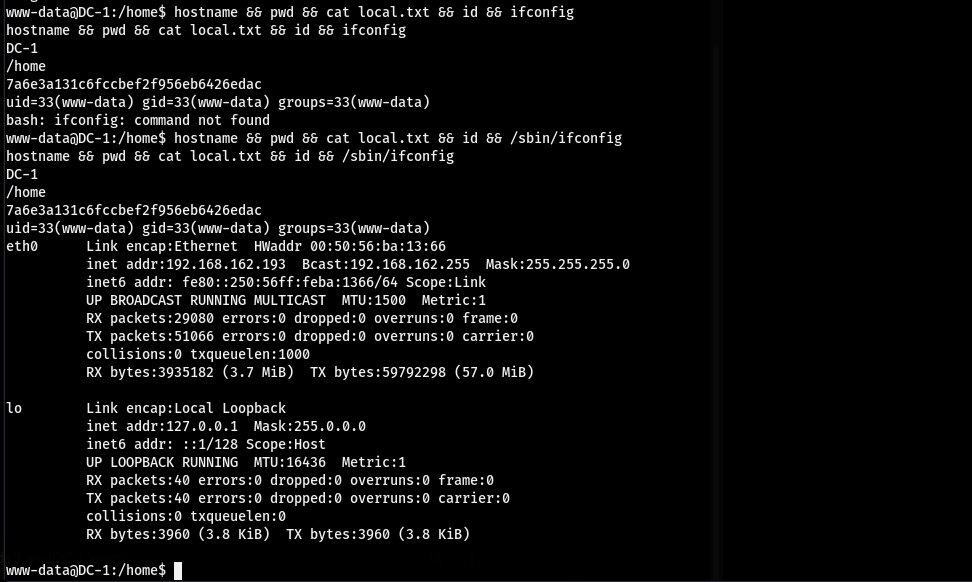 www-data@DC-1:/home$ hostname && pwd && cat local.txt && id && ifconfig
hostname && pwd && cat local.txt && id && ifconfig
DC-1
/home
7a6e3a131c6fccbef2f956eb6426edac
uid=33(www-data) gid=33(www-data) groups=33(www-data)
bash: ifconfig: command not found
www-data@DC-1:/home$ hostname && pwd && cat local.txt && id && /sbin/ifconfig
hostname && pwd && cat local.txt && id && /sbin/ifconfig
DC-1
/home
7a6e3a131c6fccbef2f956eb6426edac
uid=33(www-data) gid=33(www-data) groups=33(www-data)
eth0      Link encap:Ethernet  HWaddr 00:50:56:ba:13:66
          inet addr:192.168.162.193  Bcast:192.168.162.255  Mask:255.255.255.0
          inet6 addr: fe80::250:56ff:feba:1366/64 Scope:Link
          UP BROADCAST RUNNING MULTICAST  MTU:1500  Metric:1
          RX packets:29080 errors:0 dropped:0 overruns:0 frame:0
          TX packets:51066 errors:0 dropped:0 overruns:0 carrier:0
          collisions:0 txqueuelen:1000
          RX bytes:3935182 (3.7 MiB)  TX bytes:59792298 (57.0 MiB)

lo        Link encap:Local Loopback
          inet addr:127.0.0.1  Mask:255.0.0.0
          inet6 addr: ::1/128 Scope:Host
          UP LOOPBACK RUNNING  MTU:16436  Metric:1
          RX packets:40 errors:0 dropped:0 overruns:0 frame:0
          TX packets:40 errors:0 dropped:0 overruns:0 carrier:0
          collisions:0 txqueuelen:0
          RX bytes:3960 (3.8 KiB)  TX bytes:3960 (3.8 KiB)

www-data@DC-1:/home$